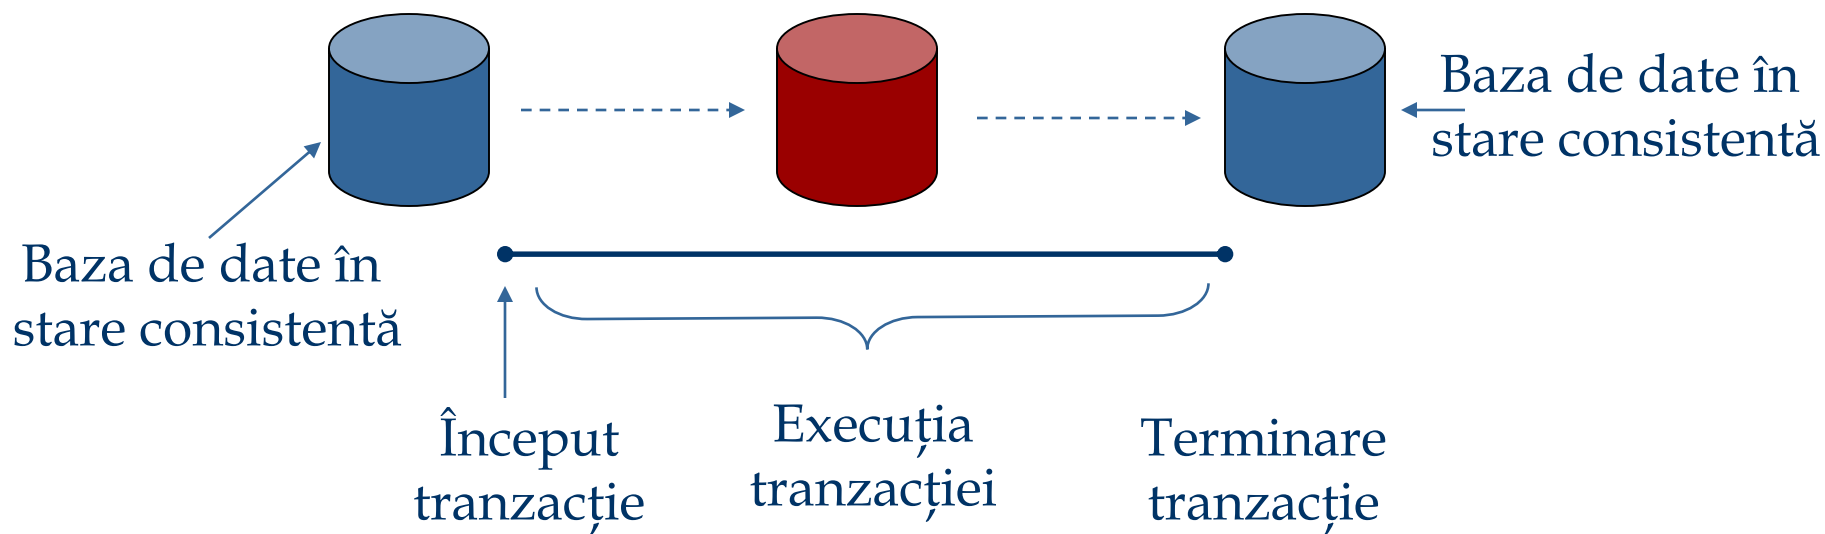 Baza de date în
stare consistentă
Baza de date în
stare consistentă
Început
tranzacție
Execuția
tranzacției
Terminare
tranzacție